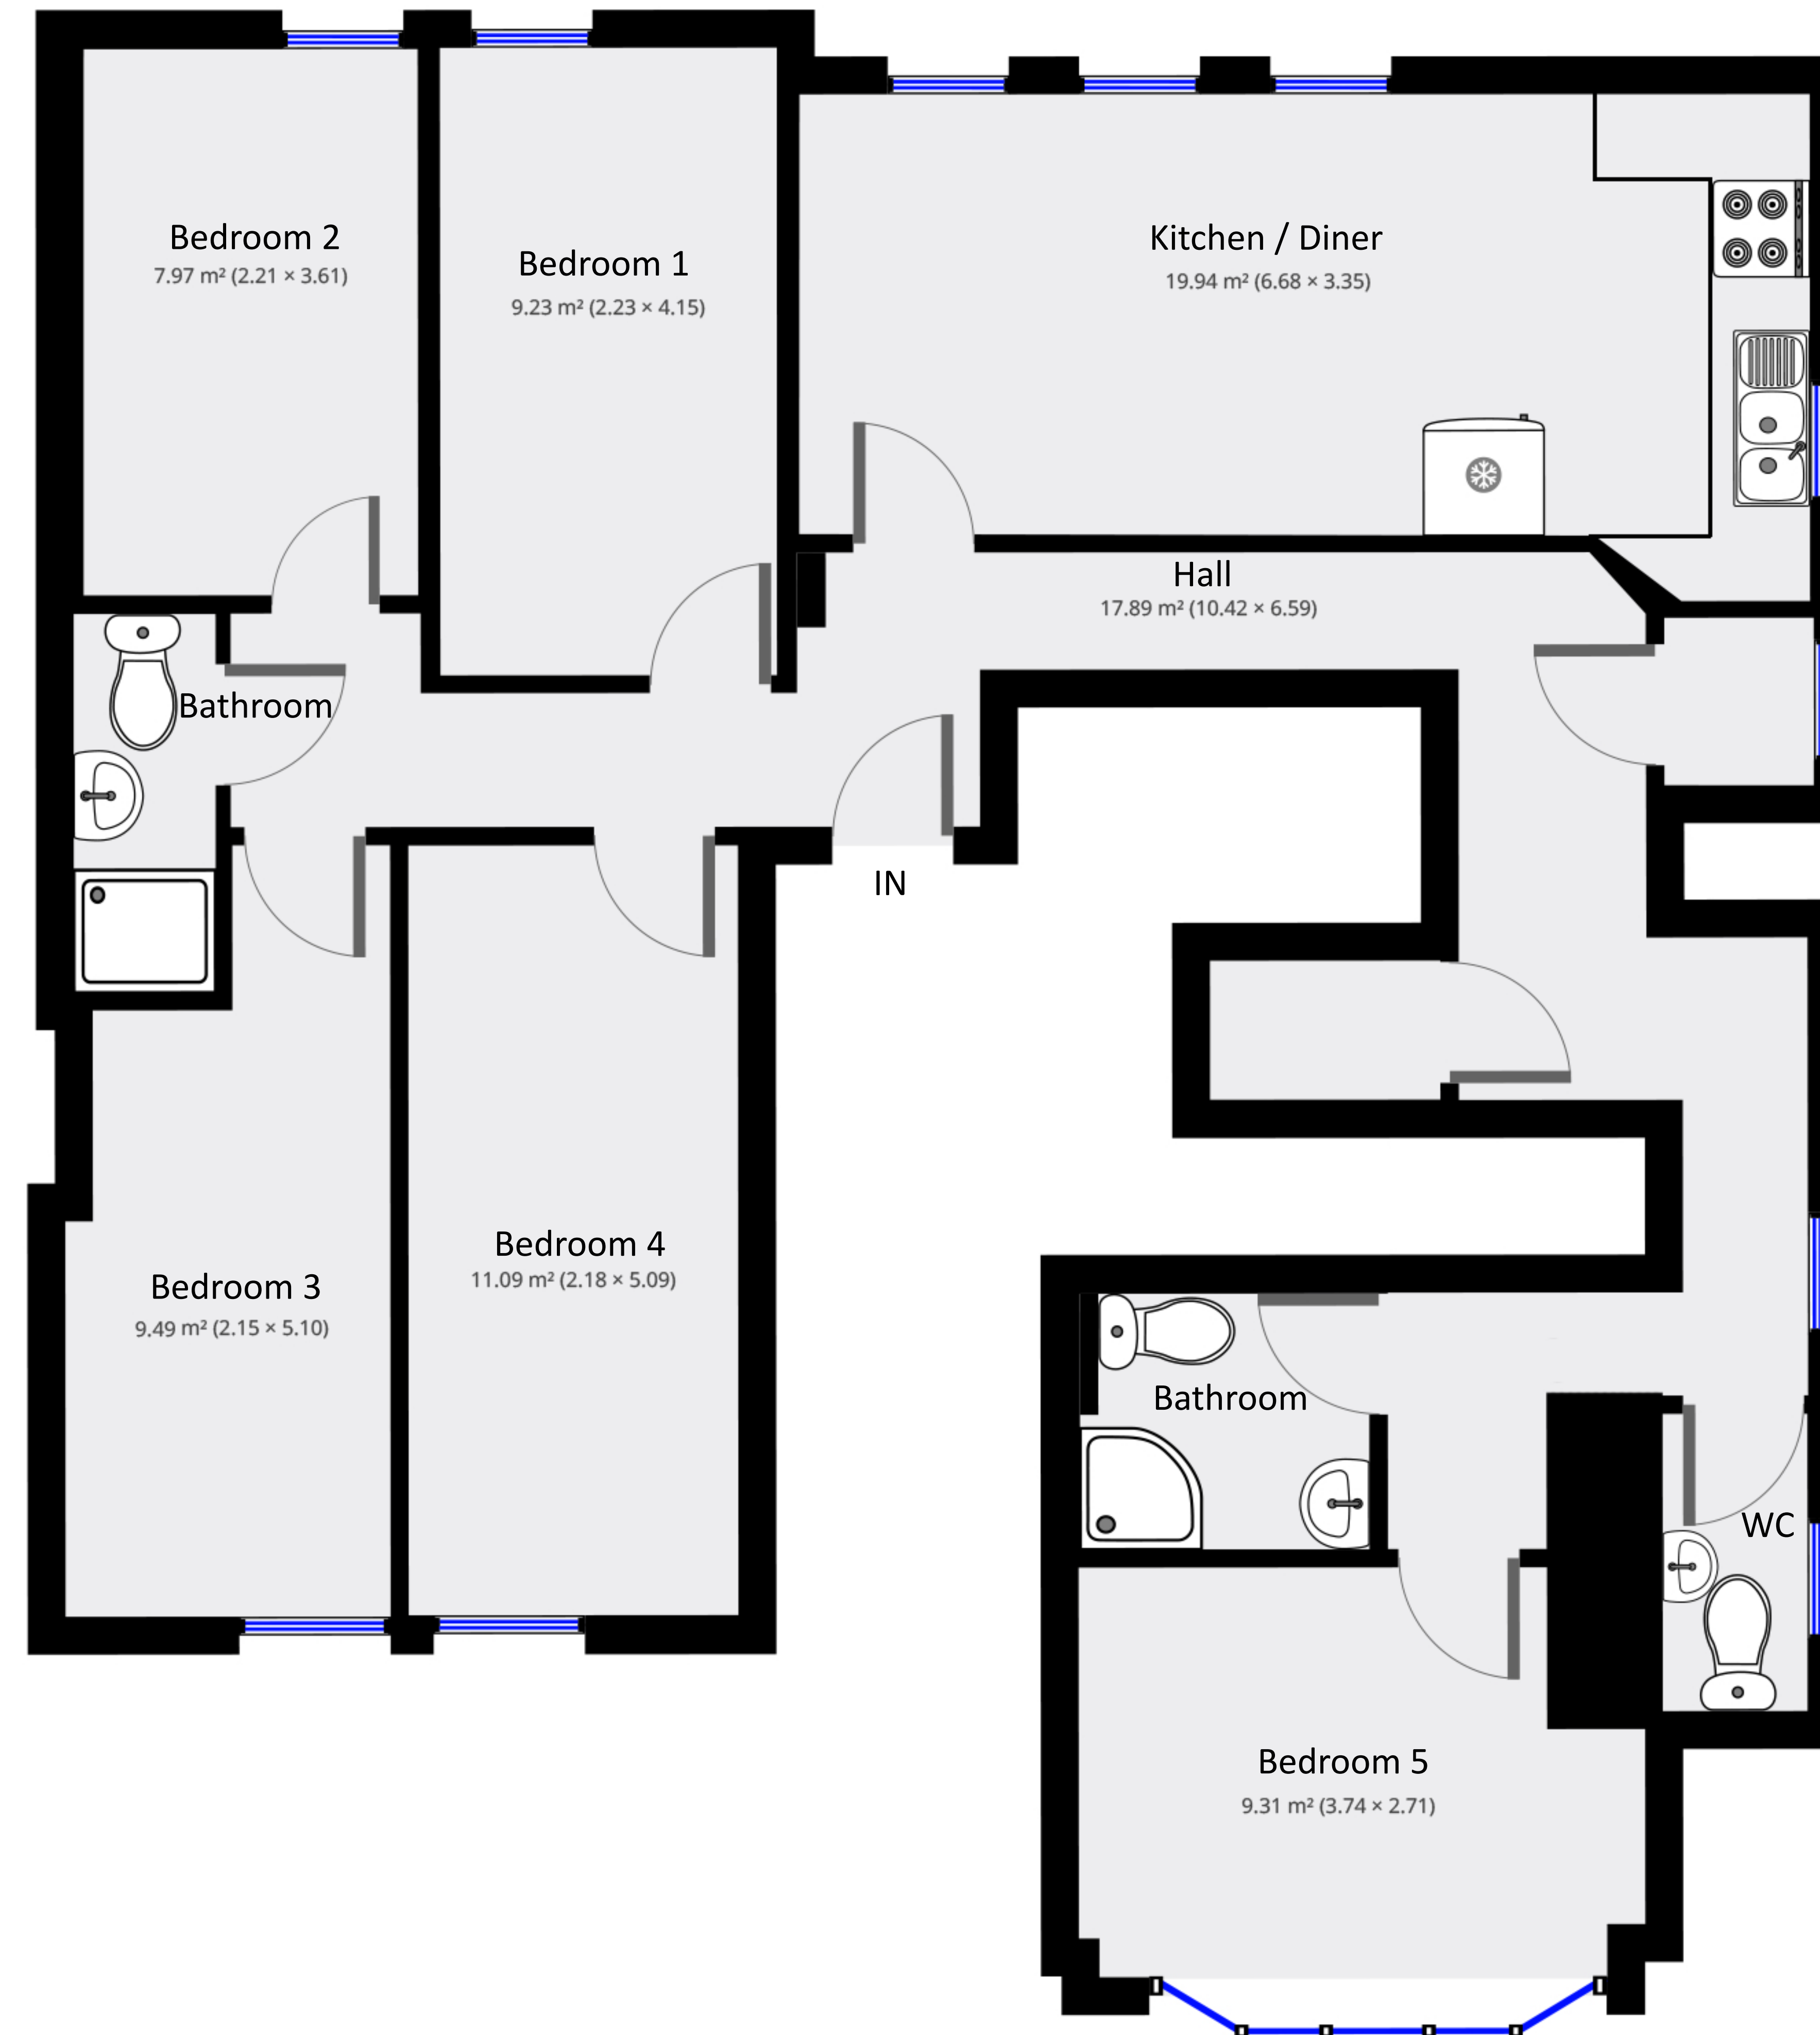 Bedroom 2
7.97 m² (2.21 × 3.61)
Bedroom 1
9.23 m² (2.23 × 4.15)
Kitchen / Diner
19.94 m² (6.68 × 3.35)
Hall
17.89 m² (10.42 × 6.59)
Bathroom
IN
Bedroom 4
11.09 m² (2.18 × 5.09)
Bedroom 3
9.49 m² (2.15 × 5.10)
Bathroom
WC
Bedroom 5
9.31 m² (3.74 × 2.71)